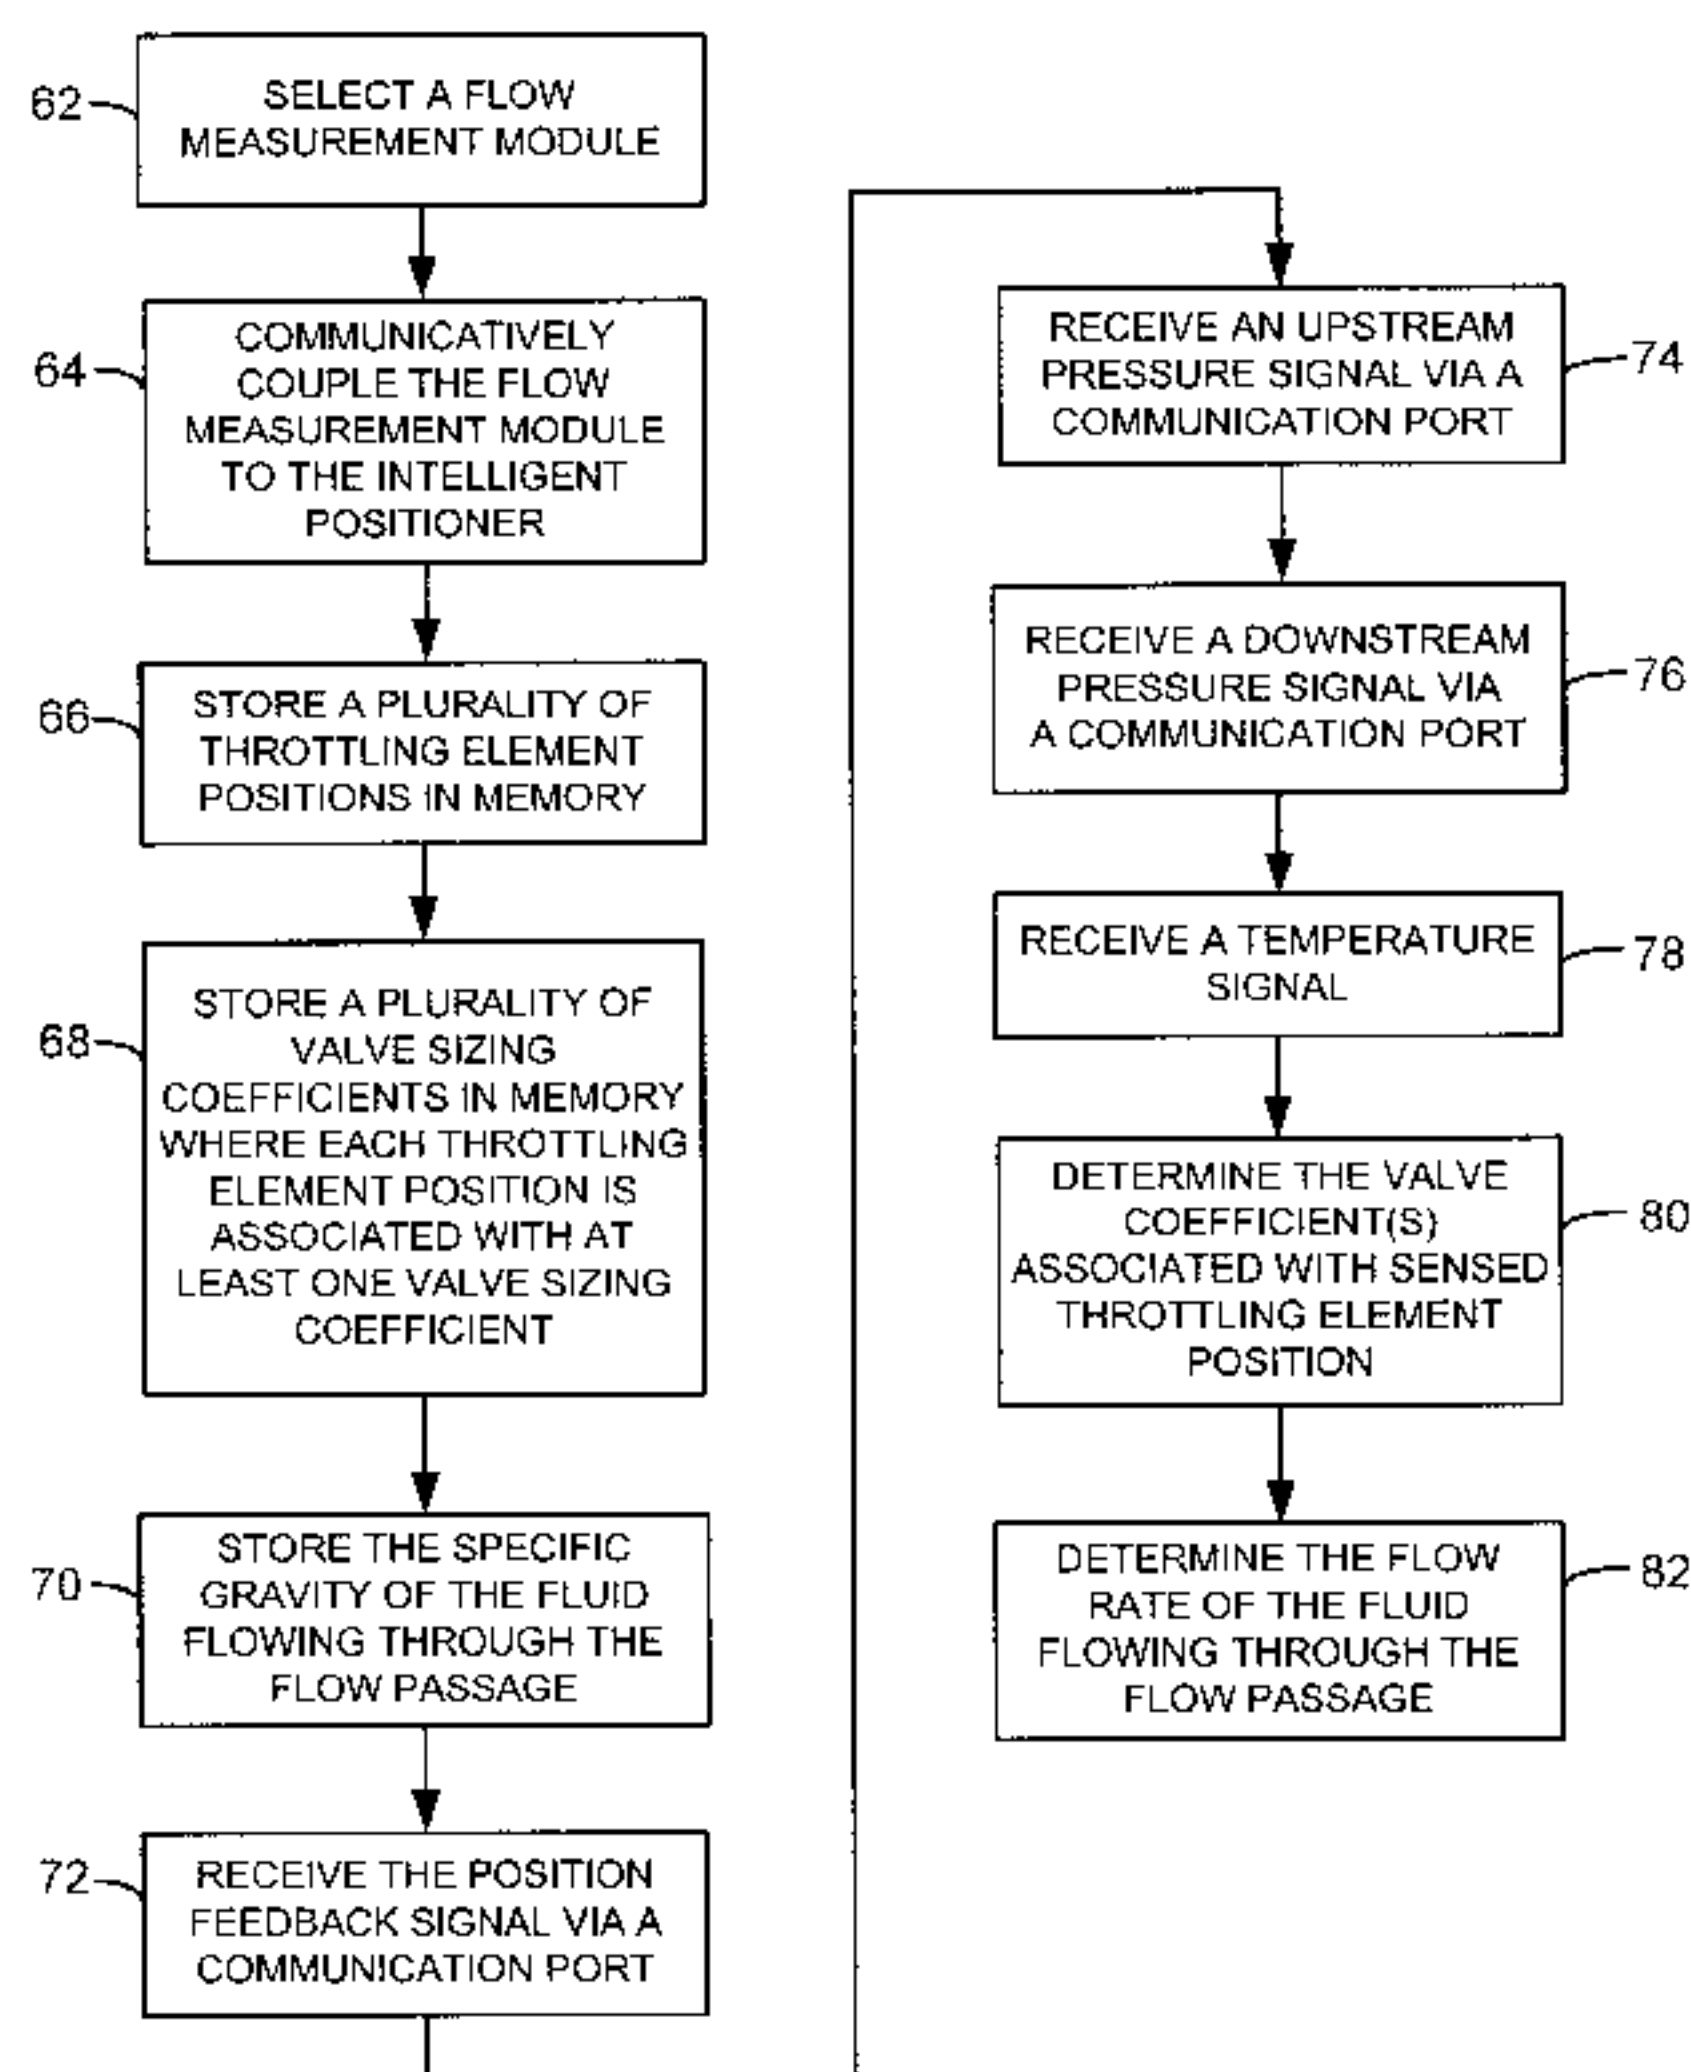 62
SELECT A FLOW
MEASUREMENT MODULE
64
COMMUNICATIVELY
COUPLE THE FLOW
MEASUREMENT MODULE
TO THE INTELLIGENT
POSITIONER
66
STORE A PLURALITY OF
THROTTLING ELEMENT
POSITIONS IN MEMORY
68
STORE A PLURALITY OF
VALVE SIZING
COEFFICIENTS IN MEMORY
WHERE EACH THROTTLING
ELEMENT POSITION IS
ASSOCIATED WITH AT
LEAST ONE VALVE SIZING
COEFFICIENT
70
STORE THE SPECIFIC
GRAVITY OF THE FLUID
FLOWING THROUGH THE
FLOW PASSAGE
72
RECEIVE THE POSITION
FEEDBACK SIGNAL VIA A
COMMUNICATION PORT
RECEIVE AN UPSTREAM
PRESSURE SIGNAL VIA A
COMMUNICATION PORT
74
RECEIVE A DOWNSTREAM
PRESSURE SIGNAL VIA
A COMMUNICATION PORT
76
RECEIVE A TEMPERATURE
SIGNAL
78
DETERMINE THE VALVE
COEFFICIENT(S)
ASSOCIATED WITH SENSED
THROTTLING ELEMENT
POSITION
80
DETERMINE THE FLOW
RATE OF THE FLUID
FLOWING THROUGH THE
FLOW PASSAGE
82